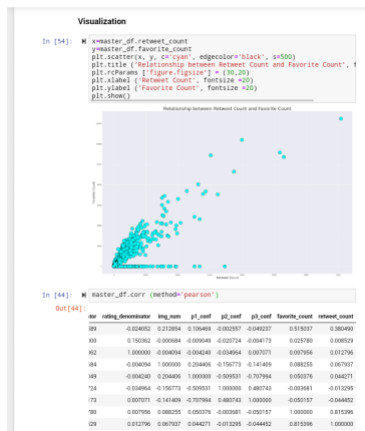 Visualization
In [54]:
x=master_df.retweet_count
y=master_df.favorite_count
plt.scatter(x, y, c='cyan', edgecolor='black', s=500)
plt.title ('Relationship between Retweet Count and Favorite Count',
plt.rcParams ['figure.figsize'] = (30,20)
plt.xlabel ('Retweet Count', fontsize =20)
plt.ylabel ('Favorite Count', fontsize =20)
plt.show()
Relationship between Retweet Count and Favorite Count
Favorite Count
Retweet Count
In [44]:
master_df.corr (method='pearson')
Out[44]:
tor rating_denominator img_num p1_conf p2_conf p3_conf favorite_count retweet_count
-0.024052 0.212854 0.106469 -0.002557 -0.049237 0.515037 0.380490
0.150362 -0.000684 -0.009049 -0.020724 -0.004173 0.025780 0.008529
1.000000 -0.004094 -0.004240 -0.034964 0.007071 0.007956 0.012796
-0.004094 1.000000 0.204406 -0.156773 -0.141409 0.088255 0.067937
-0.004240 0.204406 1.000000 -0.509531 -0.707994 0.050376 0.044271
-0.034964 -0.156773 -0.509531 1.000000 0.480743 -0.003681 -0.013295
0.007071 -0.141409 -0.707994 0.480743 1.000000 -0.050157 -0.044452
0.007956 0.088255 0.050376 -0.003681 -0.050157 1.000000 0.815396
0.012796 0.067937 0.044271 -0.013295 -0.044452 0.815396 1.000000